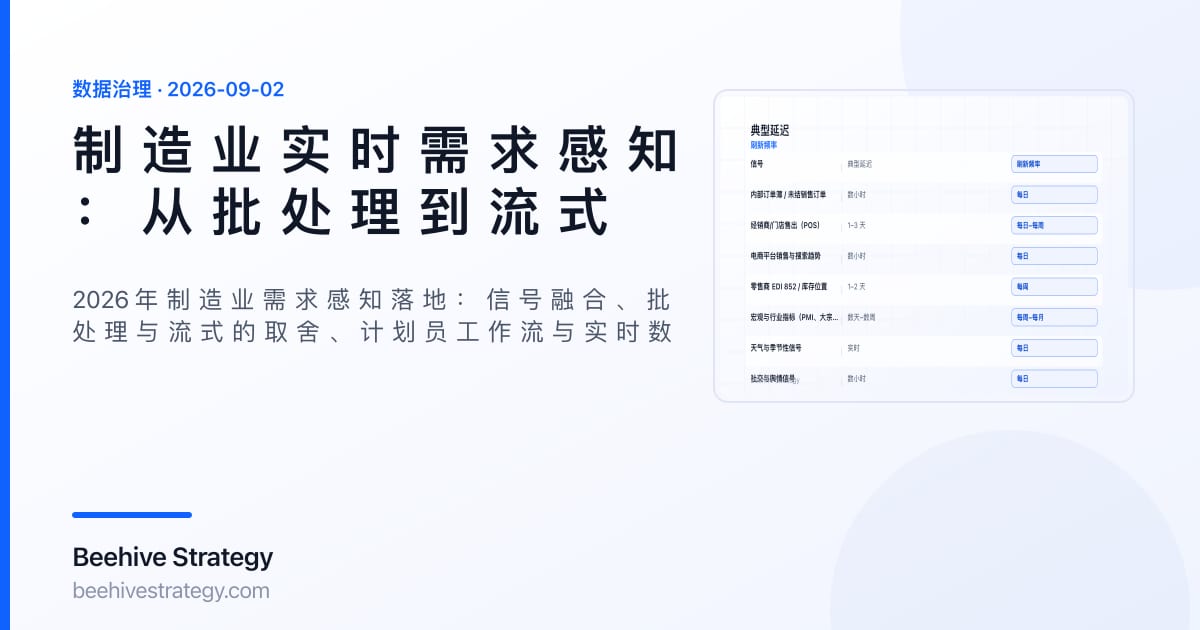 数据治理 · 2026-09-02
制造业实时需求感知
：从批处理到流式
2026年制造业需求感知落地：信号融合、批
处理与流式的取舍、计划员工作流与实时数
典型延迟
刷新频率
信号 典型延迟 刷新频率
内部订单簿 / 未结销售订单 数小时 每日
经销商/门店售出（POS） 1–3 天 每日–每周
电商平台销售与搜索趋势 数小时 每日
零售商 EDI 852 / 库存位置 1–2 天 每周
宏观与行业指标（PMI、大宗... 数天–数周 每周–每月
天气与季节性信号 实时 每日
社交与舆情信号 数小时 每日
Beehive Strategy
beehivestrategy.com